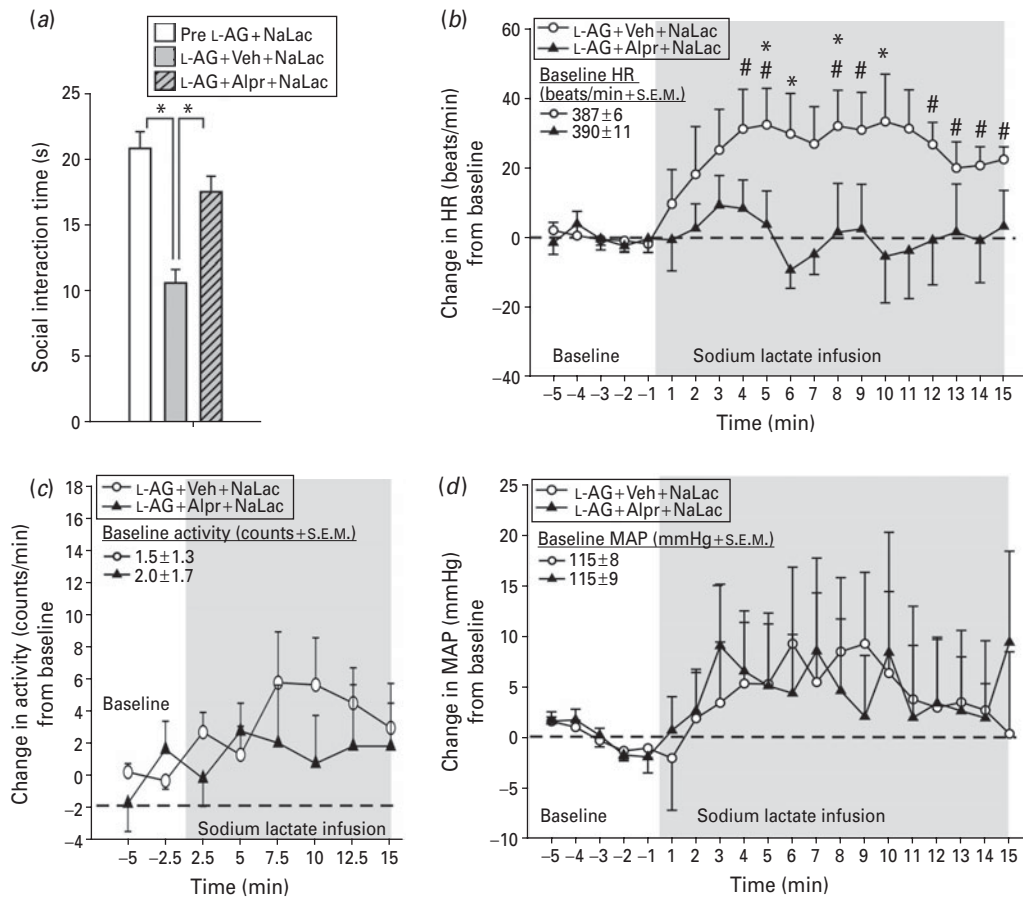 (a)
Pre L-AG+NaLac
L-AG+Veh+NaLac
L-AG+Alpr+NaLac
Social interaction time (s)
25
20
15
10
5
0
* *
(b)
L-AG+Veh+NaLac
L-AG+Alpr+NaLac
Baseline HR
(beats/min+S.E.M.)
387±6
390±11
Change in HR (beats/min)
from baseline
60
40
20
0
−20
−40
* * *
# # * # # # # # #
Baseline Sodium lactate infusion
−5 −4 −3 −2 −1 1 2 3 4 5 6 7 8 9 10 11 12 13 14 15
Time (min)
(c)
L-AG+Veh+NaLac
L-AG+Alpr+NaLac
Baseline activity (counts+S.E.M.)
1.5±1.3
2.0±1.7
Change in activity (counts/min)
from baseline
18
16
14
12
10
8
6
4
2
0
−2
−4
Baseline
Sodium lactate infusion
−5 −2.5 2.5 5 7.5 10 12.5 15
Time (min)
(d)
L-AG+Veh+NaLac
L-AG+Alpr+NaLac
Baseline MAP (mmHg+S.E.M.)
115±8
115±9
Change in MAP (mmHg)
from baseline
25
20
15
10
5
0
−5
−10
Baseline Sodium lactate infusion
−5 −4 −3 −2 −1 1 2 3 4 5 6 7 8 9 10 11 12 13 14 15
Time (min)